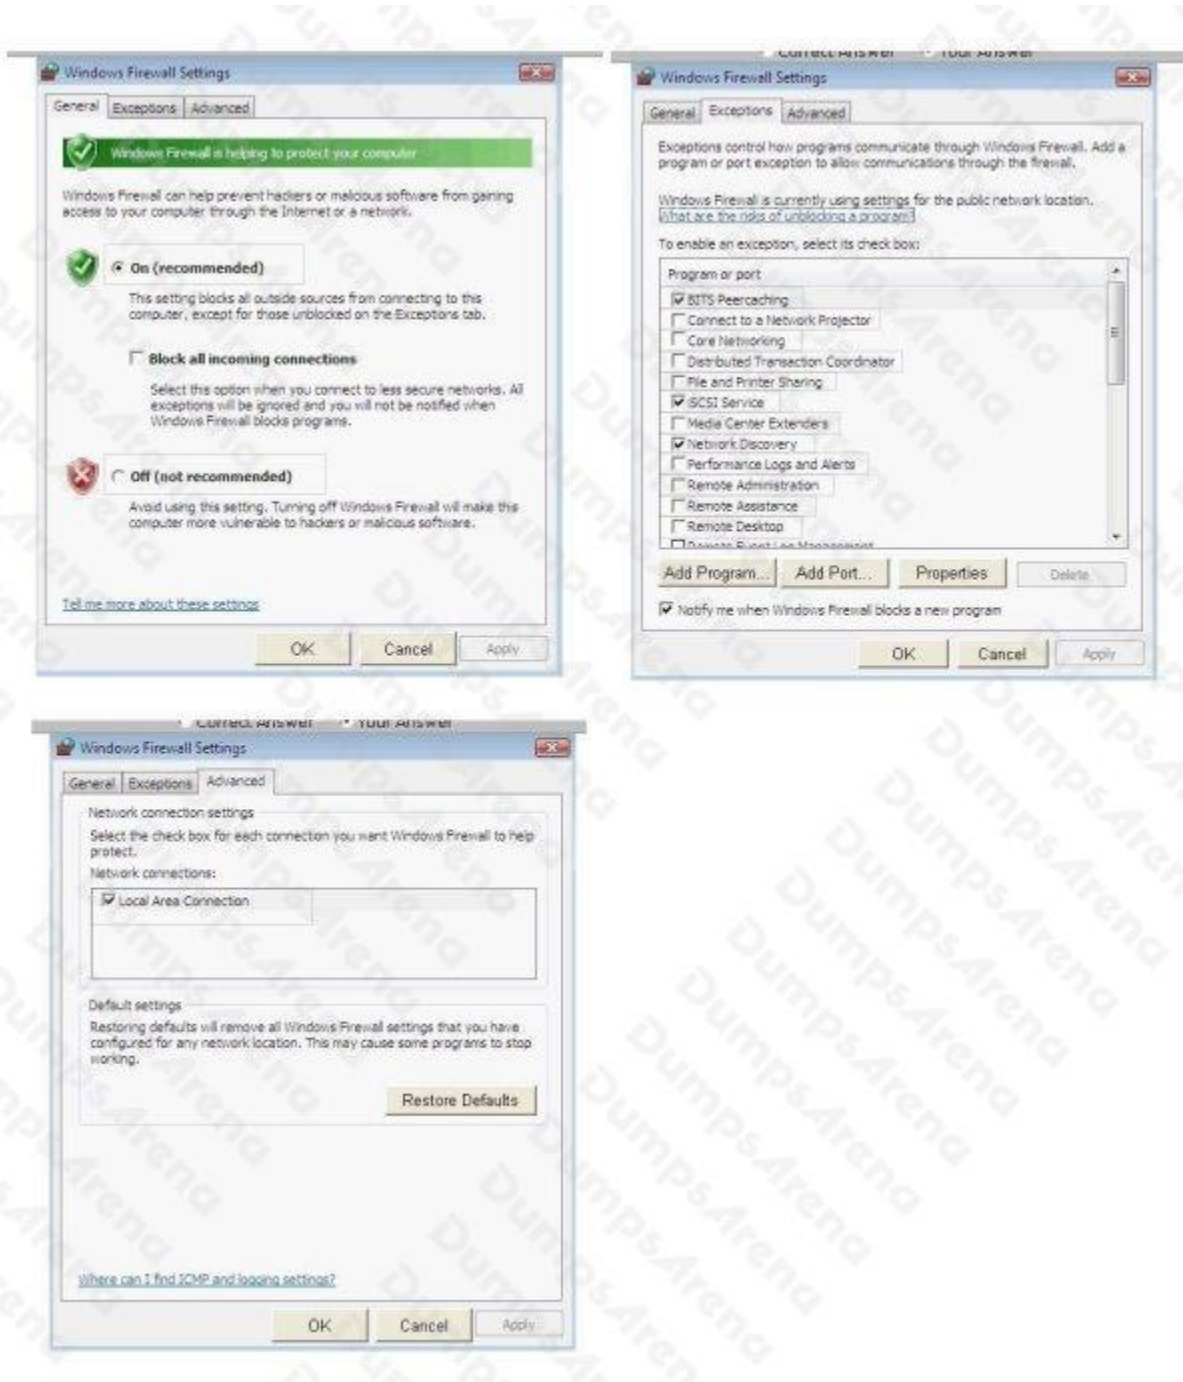 Windows Firewall Settings
General Exceptions Advanced
Windows Firewall is helping to protect your computer
Windows Firewall can help prevent hackers or malicious software from gaining
access to your computer through the Internet or a network.
On (recommended)
This setting blocks all outside sources from connecting to this
computer, except for those unblocked on the Exceptions tab.
Block all incoming connections
Select this option when you connect to less secure networks. All
exceptions will be ignored and you will not be notified when
Windows Firewall blocks programs.
Off (not recommended)
Avoid using this setting. Turning off Windows Firewall will make this
computer more vulnerable to hackers or malicious software.
Tell me more about these settings
OK Cancel Apply
Correct Answer Your Answer
Windows Firewall Settings
General Exceptions Advanced
Exceptions control how programs communicate through Windows Firewall. Add a
program or port exception to allow communications through the firewall.
Windows Firewall is currently using settings for the public network location.
What are the risks of unblocking a program?
To enable an exception, select its check box:
Program or port
BITS Peercaching
Connect to a Network Projector
Core Networking
Distributed Transaction Coordinator
File and Printer Sharing
iSCSI Service
Media Center Extenders
Network Discovery
Performance Logs and Alerts
Remote Administration
Remote Assistance
Remote Desktop
Remote Event Log Management
Add Program... Add Port... Properties Delete
Notify me when Windows Firewall blocks a new program
OK Cancel Apply
Correct Answer Your Answer
Windows Firewall Settings
General Exceptions Advanced
Network connection settings
Select the check box for each connection you want Windows Firewall to help
protect.
Network connections:
Local Area Connection
Default settings
Restoring defaults will remove all Windows Firewall settings that you have
configured for any network location. This may cause some programs to stop
working.
Restore Defaults
Where can I find ICMP and logging settings?
OK Cancel Apply
DumpsArena